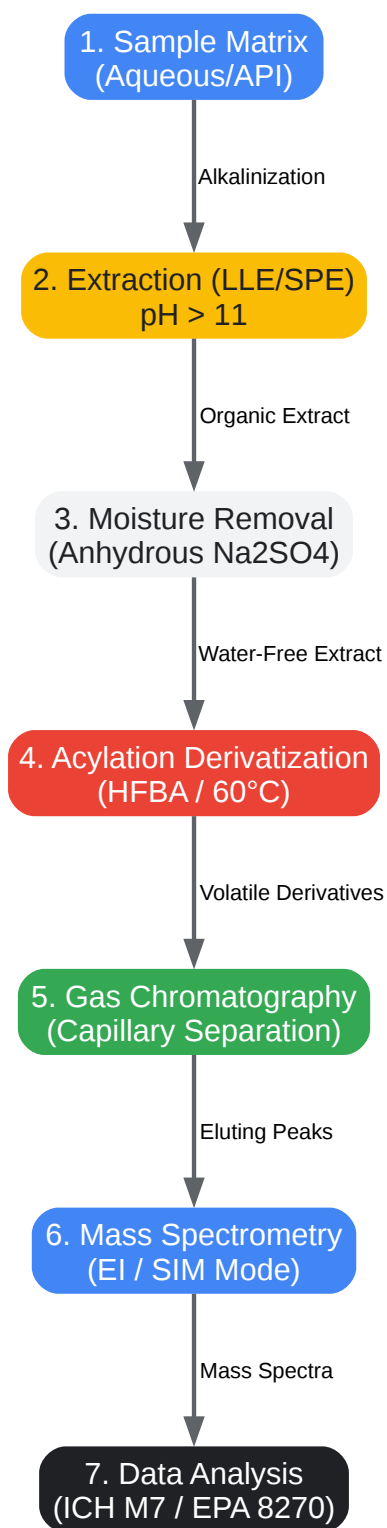 1. Sample Matrix
(Aqueous/API)
Alkalinization
2. Extraction (LLE/SPE)
pH > 11
Organic Extract
3. Moisture Removal
(Anhydrous Na2SO4)
Water-Free Extract
4. Acylation Derivatization
(HFBA / 60°C)
Volatile Derivatives
5. Gas Chromatography
(Capillary Separation)
Eluting Peaks
6. Mass Spectrometry
(EI / SIM Mode)
Mass Spectra
7. Data Analysis
(ICH M7 / EPA 8270)